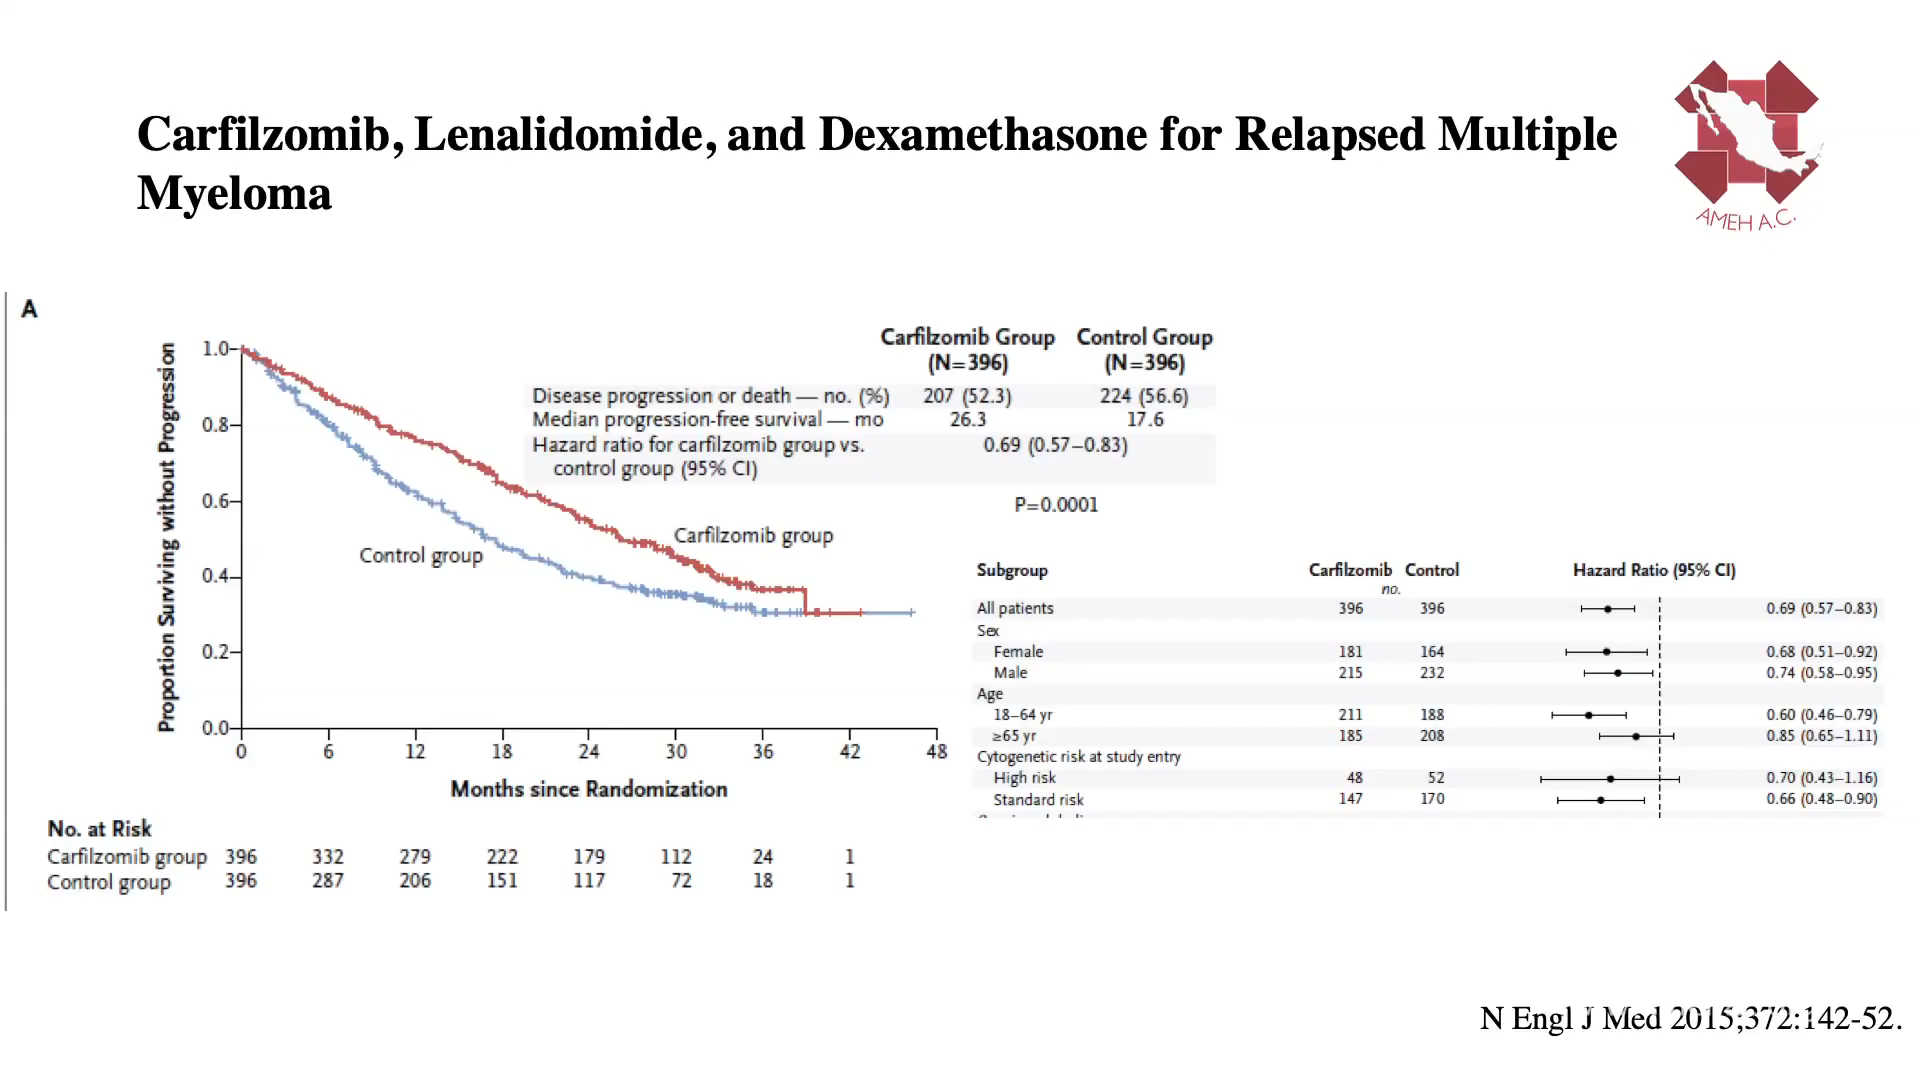 Carfilzomib, Lenalidomide, and Dexamethasone for Relapsed Multiple
Myeloma
AMEH A.C.
A
Carfilzomib Group Control Group
(N=396) (N=396)
Disease progression or death — no. (%) 207 (52.3) 224 (56.6)
Median progression-free survival — mo 26.3 17.6
Hazard ratio for carfilzomib group vs. 0.69 (0.57–0.83)
control group (95% CI)
P=0.0001
Proportion Surviving without Progression
1.0
0.8
0.6
0.4
0.2
0.0
Carfilzomib group
Control group
0 6 12 18 24 30 36 42 48
Months since Randomization
No. at Risk
Carfilzomib group 396 332 279 222 179 112 24 1
Control group 396 287 206 151 117 72 18 1
Subgroup Carfilzomib Control Hazard Ratio (95% CI)
no.
All patients 396 396 0.69 (0.57–0.83)
Sex
Female 181 164 0.68 (0.51–0.92)
Male 215 232 0.74 (0.58–0.95)
Age
18–64 yr 211 188 0.60 (0.46–0.79)
≥65 yr 185 208 0.85 (0.65–1.11)
Cytogenetic risk at study entry
High risk 48 52 0.70 (0.43–1.16)
Standard risk 147 170 0.66 (0.48–0.90)
N Engl J Med 2015;372:142-52.